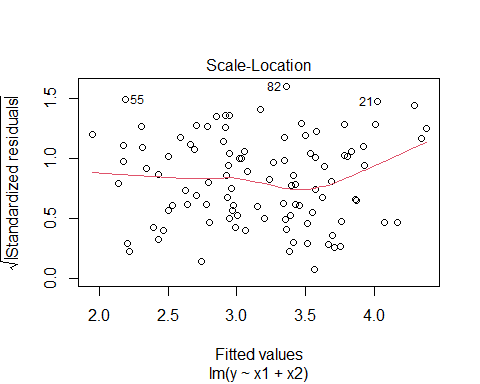 Scale-Location
√|Standardized residuals|
1.5
1.0
0.5
0.0
55
82
21
2.0 2.5 3.0 3.5 4.0
Fitted values
lm(y ~ x1 + x2)